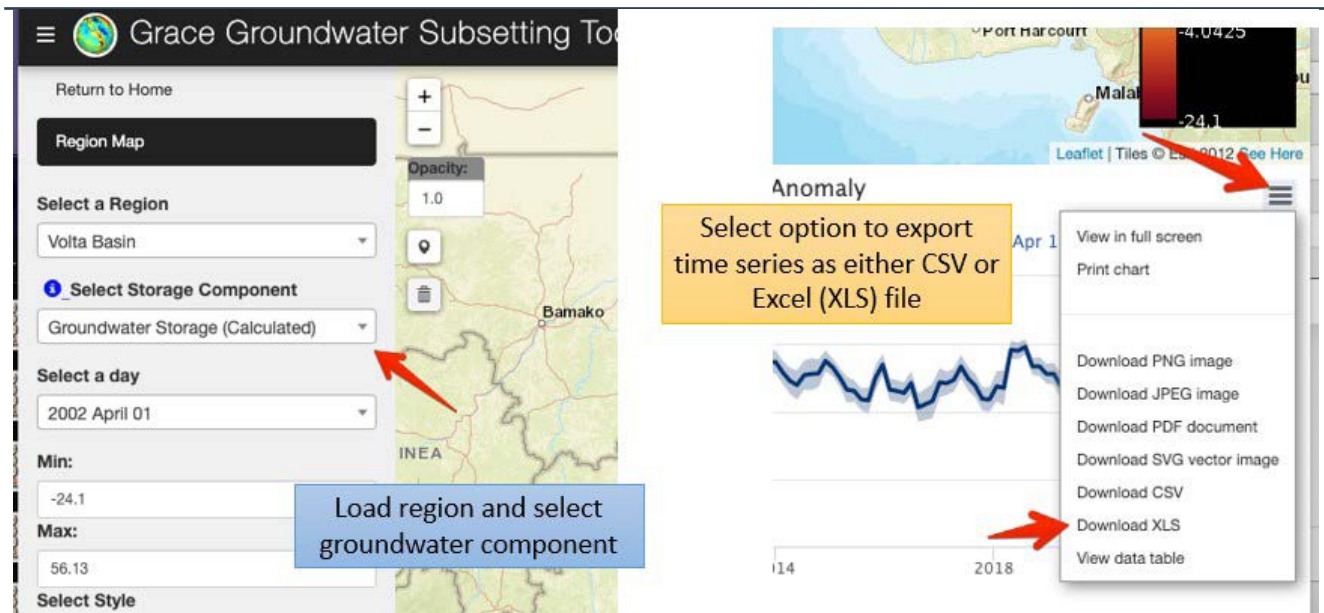 Grace Groundwater Subsetting
Return to Home
Region Map
Select a Region
Volta Basin
Select Storage Component
Groundwater Storage (Calculated)
Select a day
2002 April 01
Min:
-24.1
Max:
56.13
Select Style
+
−
Opacity:
1.0
Bamako
INEA
Load region and select
groundwater component
Port Harcourt
-4.0425
-24.1
Leaflet | Tiles © 2012 See Here
Anomaly
Apr 1
Select option to export
time series as either CSV or
Excel (XLS) file
View in full screen
Print chart
Download PNG image
Download JPEG image
Download PDF document
Download SVG vector image
Download CSV
Download XLS
View data table
2018